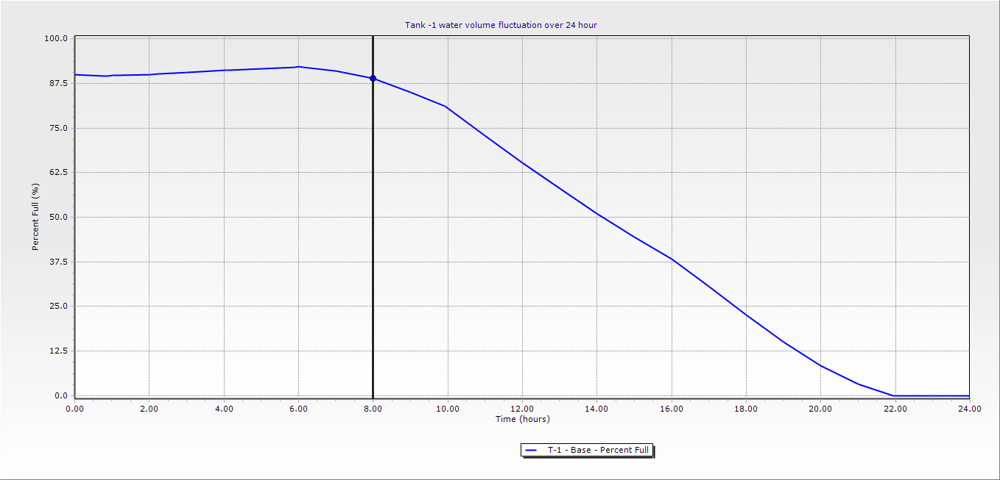 Tank -1 water volume fluctuation over 24 hour
100.0
87.5
75.0
62.5
50.0
37.5
25.0
12.5
0.0
Percent Full (%)
0.00 2.00 4.00 6.00 8.00 10.00 12.00 14.00 16.00 18.00 20.00 22.00 24.00
Time (hours)
T-1 - Base - Percent Full